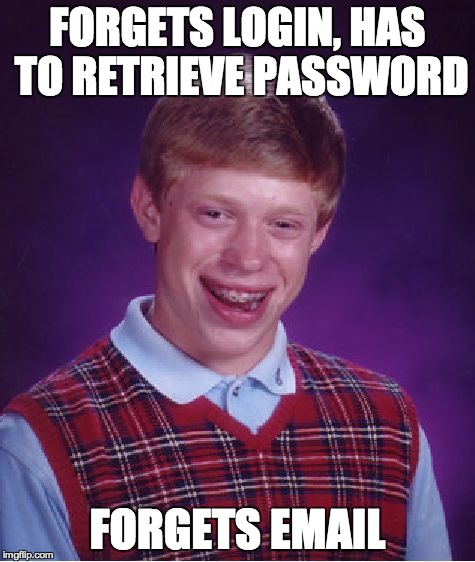 FORGETS LOGIN, HAS
TO RETRIEVE PASSWORD
FORGETS EMAIL
imgflip.com